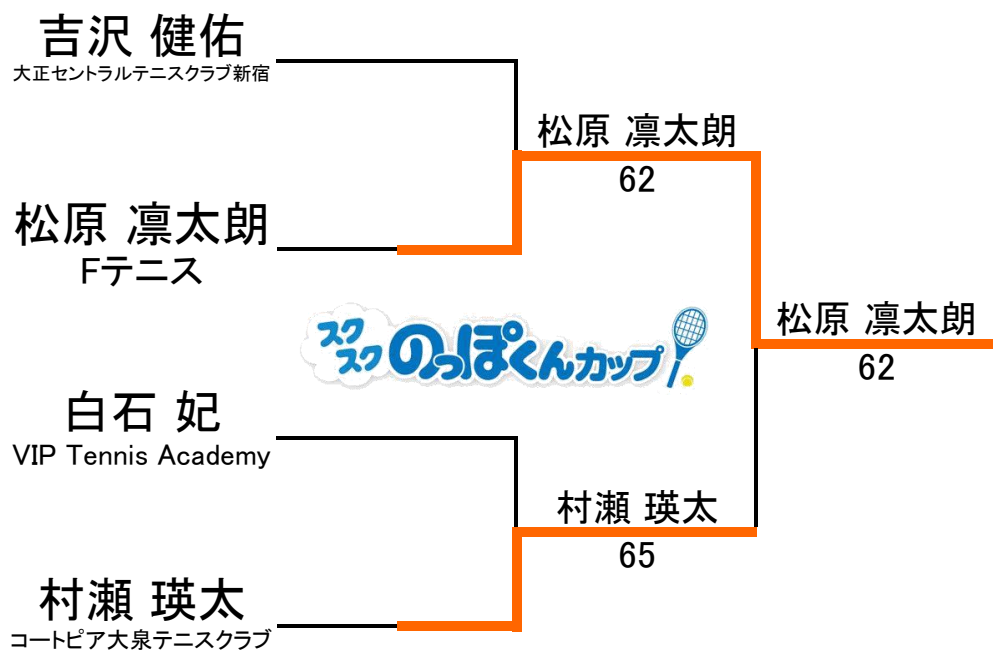 吉沢 健佑
大正セントラルテニスクラブ新宿
松原 凛太朗
62
松原 凛太朗
Fテニス
松原 凛太朗
62
スク
スク のっぽくんカップ
白石 妃
VIP Tennis Academy
村瀬 瑛太
65
村瀬 瑛太
コートピア大泉テニスクラブ